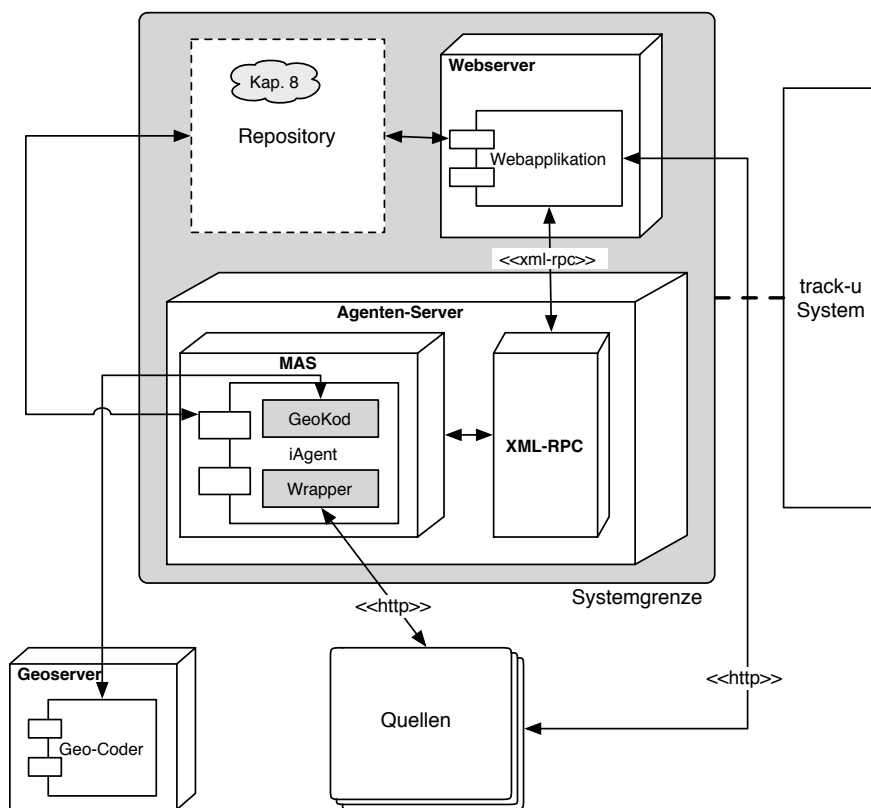 Kap. 8
Repository
Webserver
Webapplikation
<<xml-rpc>>
track-u
System
Agenten-Server
MAS
GeoKod
iAgent
Wrapper
XML-RPC
<<http>>
Systemgrenze
Geoserver
Geo-Coder
Quellen
<<http>>